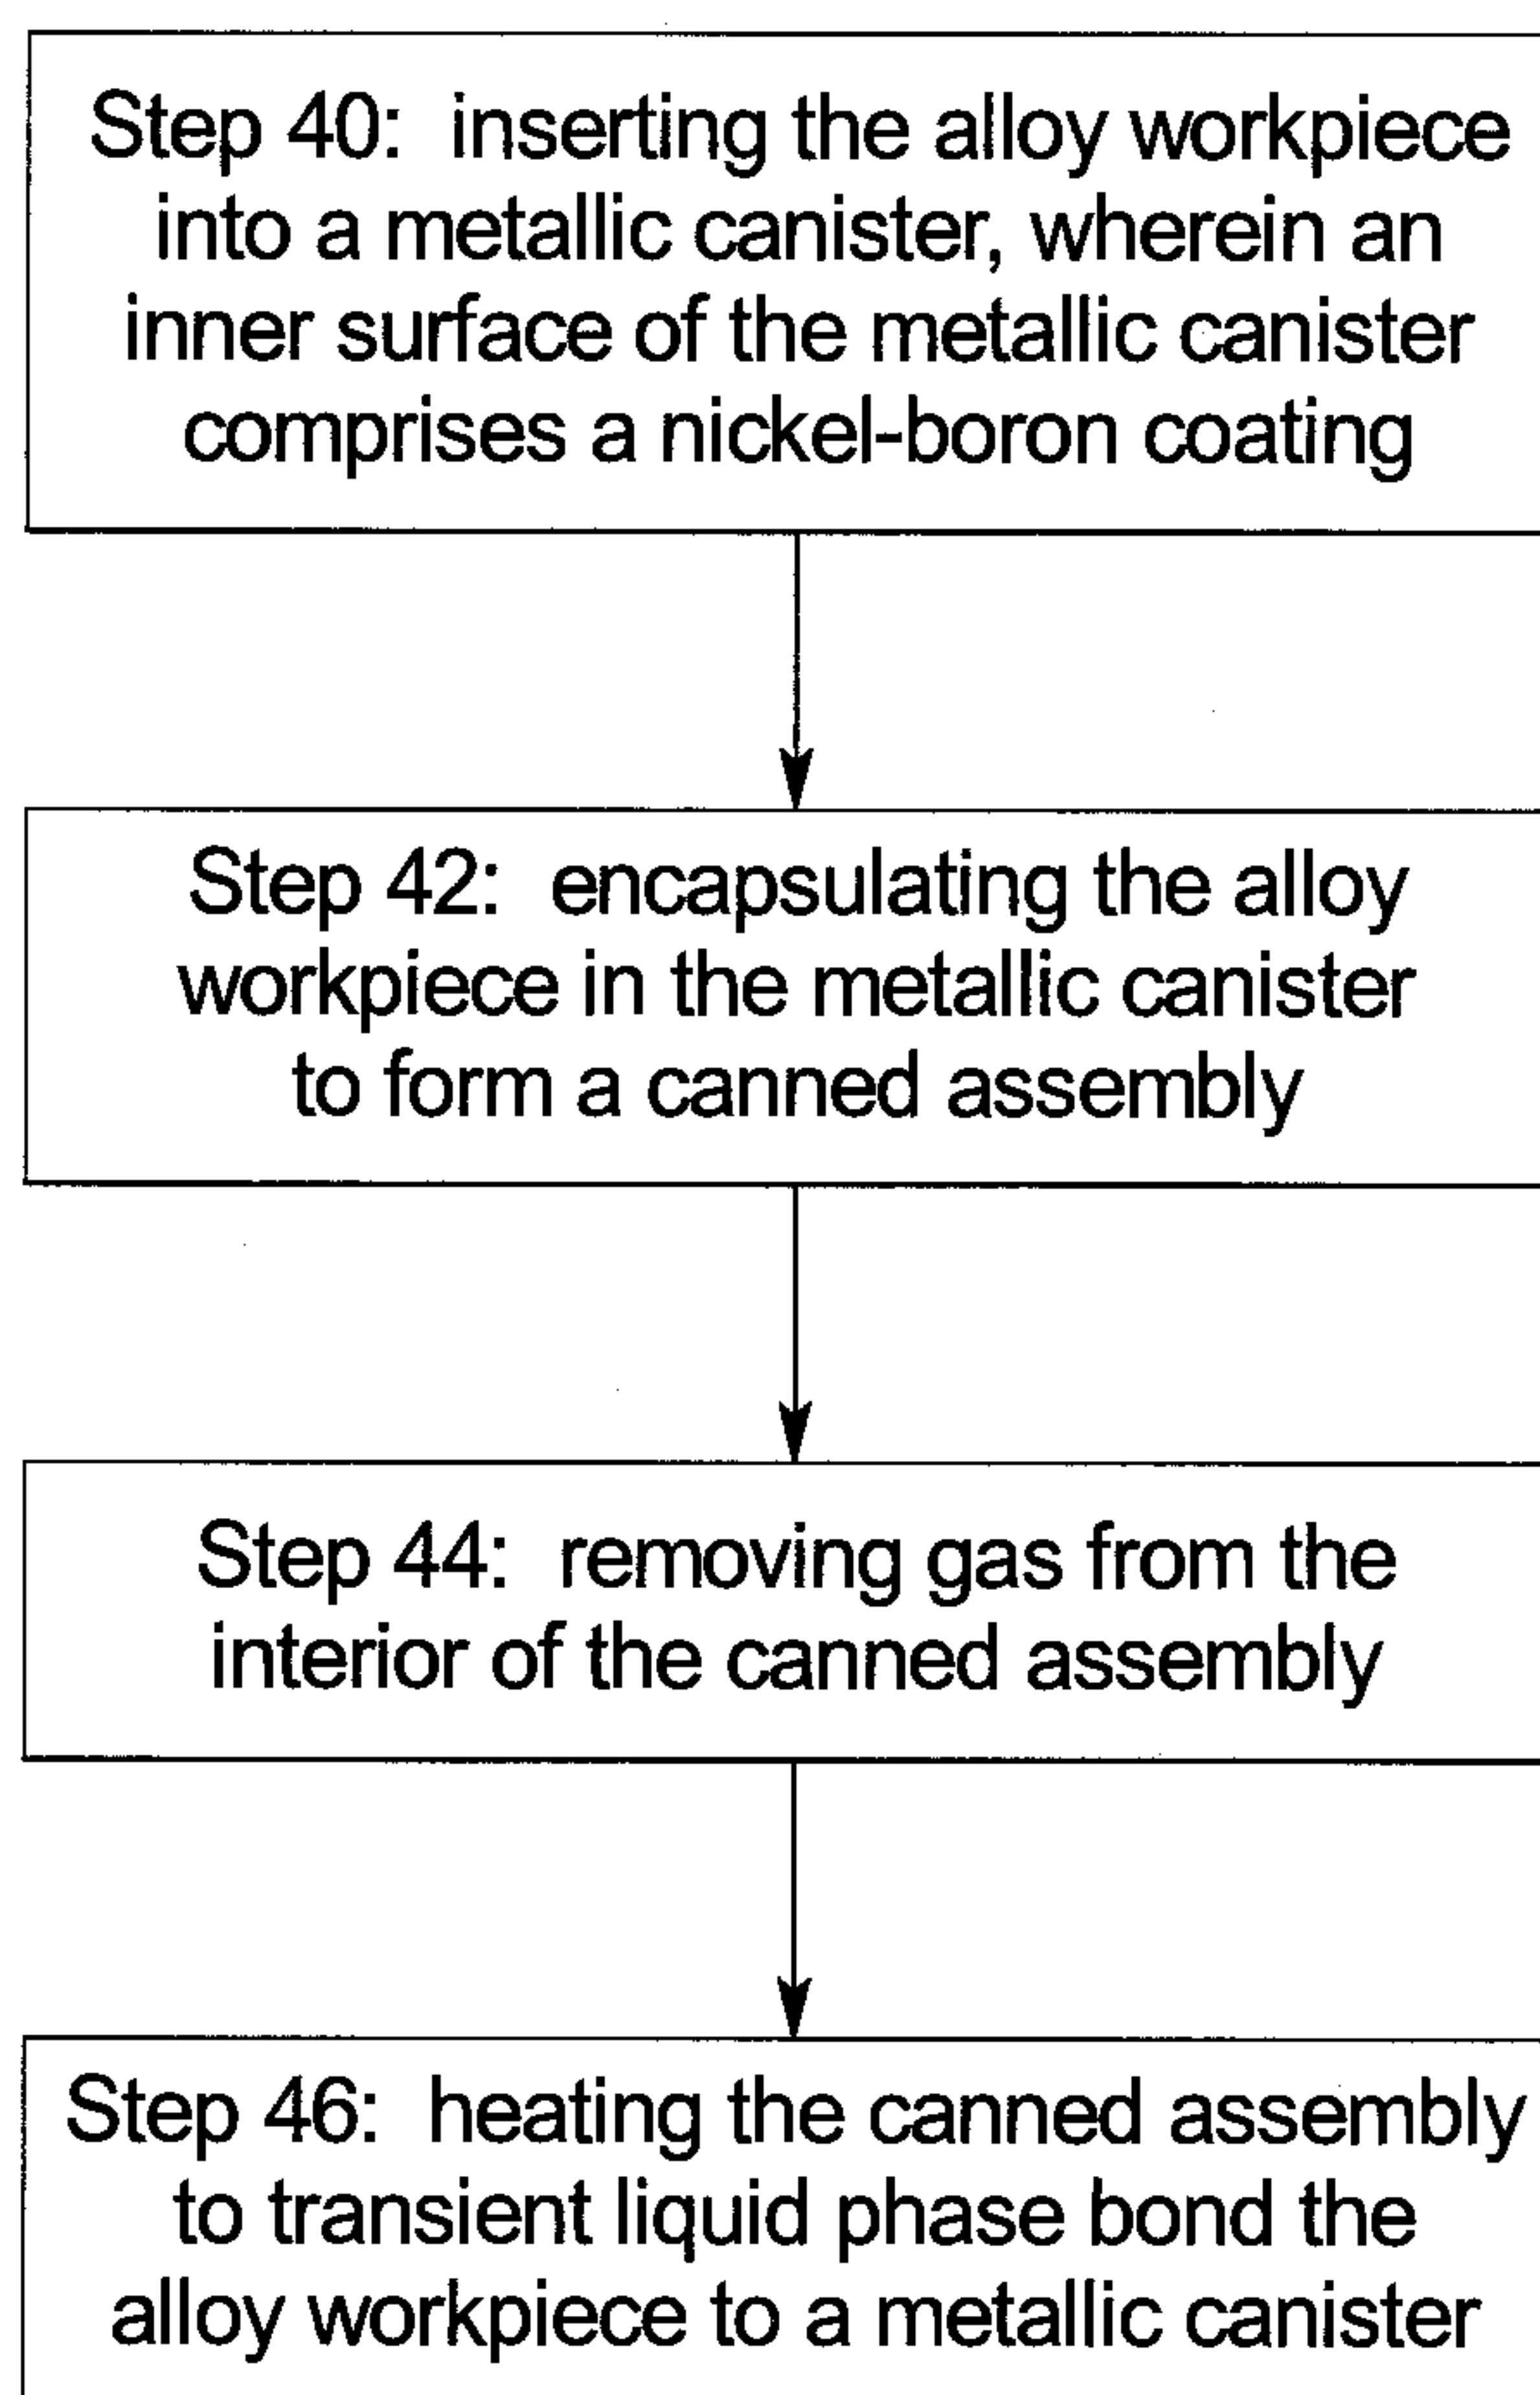 Step 40: inserting the alloy workpiece
into a metallic canister, wherein an
inner surface of the metallic canister
comprises a nickel-boron coating
Step 42: encapsulating the alloy
workpiece in the metallic canister
to form a canned assembly
Step 44: removing gas from the
interior of the canned assembly
Step 46: heating the canned assembly
to transient liquid phase bond the
alloy workpiece to a metallic canister